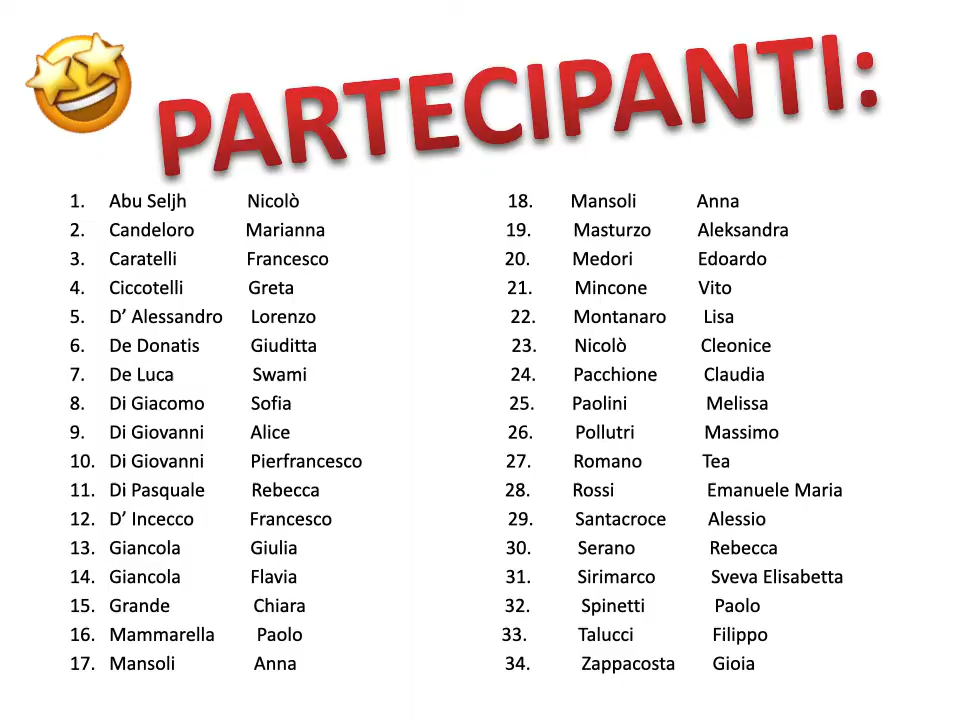 PARTECIPANTI:
1. Abu Seljh Nicolò
2. Candeloro Marianna
3. Caratelli Francesco
4. Ciccotelli Greta
5. D’ Alessandro Lorenzo
6. De Donatis Giuditta
7. De Luca Swami
8. Di Giacomo Sofia
9. Di Giovanni Alice
10. Di Giovanni Pierfrancesco
11. Di Pasquale Rebecca
12. D’ Incecco Francesco
13. Giancola Giulia
14. Giancola Flavia
15. Grande Chiara
16. Mammarella Paolo
17. Mansoli Anna
18. Mansoli Anna
19. Masturzo Aleksandra
20. Medori Edoardo
21. Mincone Vito
22. Montanaro Lisa
23. Nicolò Cleonice
24. Pacchione Claudia
25. Paolini Melissa
26. Pollutri Massimo
27. Romano Tea
28. Rossi Emanuele Maria
29. Santacroce Alessio
30. Serano Rebecca
31. Sirimarco Sveva Elisabetta
32. Spinetti Paolo
33. Talucci Filippo
34. Zappacosta Gioia